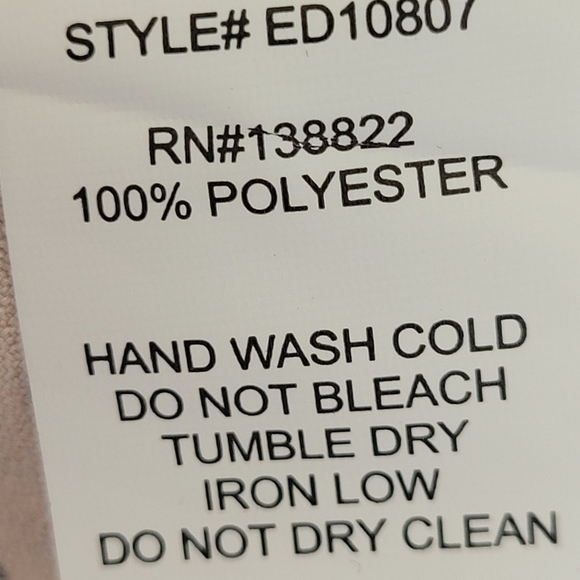 STYLE# ED10807
RN#138822
100% POLYESTER
HAND WASH COLD
DO NOT BLEACH
TUMBLE DRY
IRON LOW
DO NOT DRY CLEAN